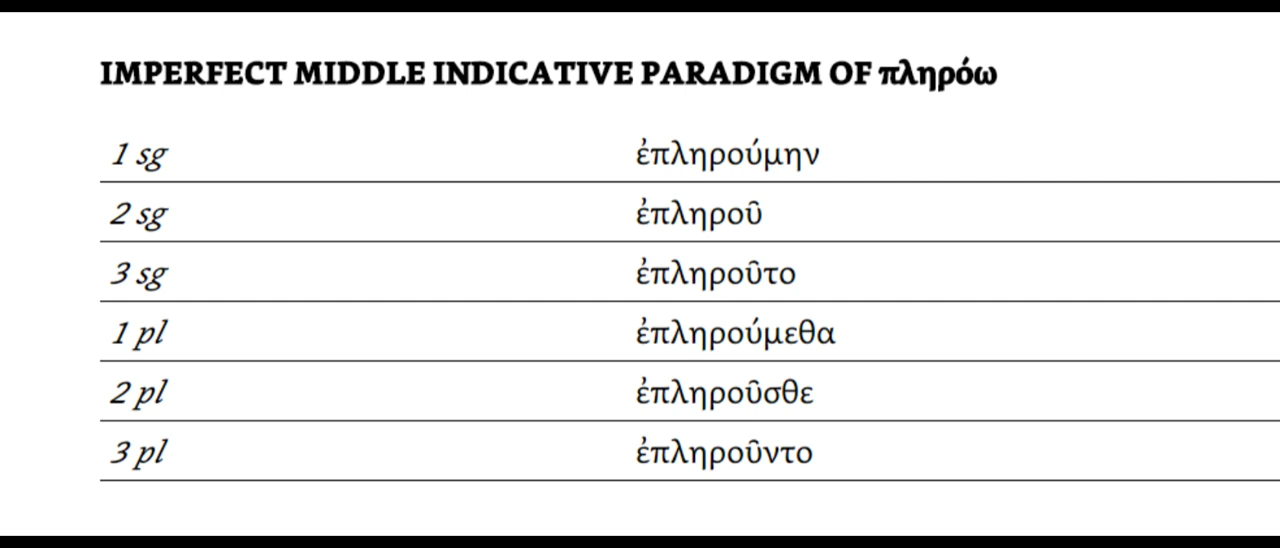 IMPERFECT MIDDLE INDICATIVE PARADIGM OF πληρόω
1 sg ἐπληρούμην
2 sg ἐπληροῦ
3 sg ἐπληροῦτο
1 pl ἐπληρούμεθα
2 pl ἐπληροῦσθε
3 pl ἐπληροῦντο